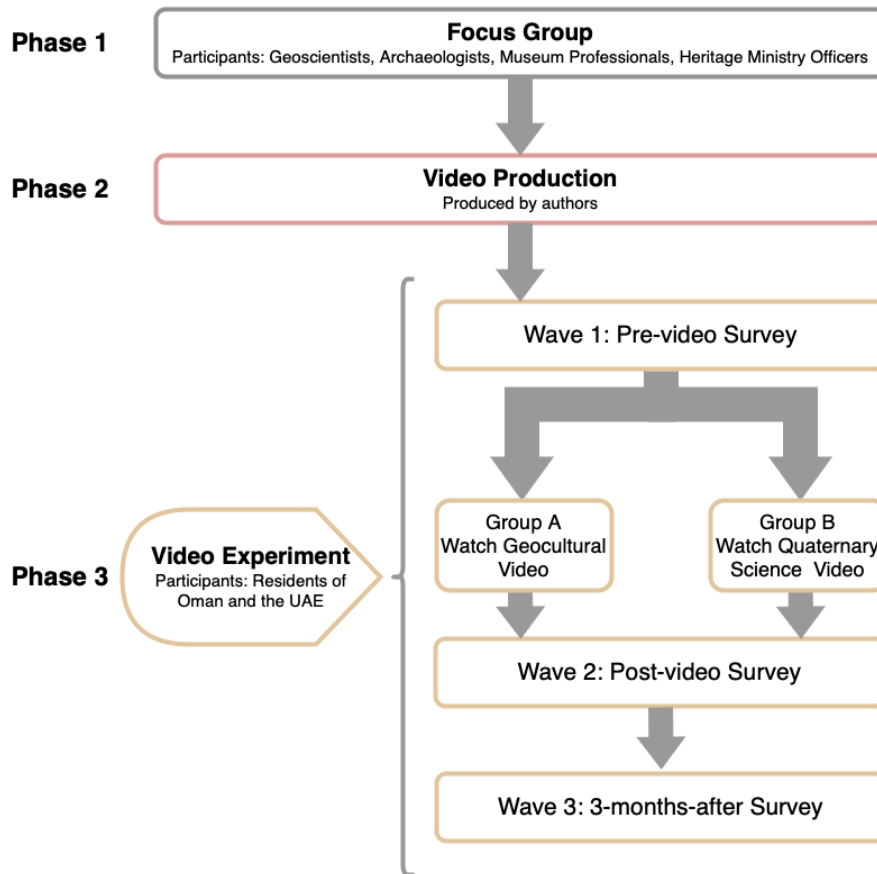 Phase 1
Focus Group
Participants: Geoscientists, Archaeologists, Museum Professionals, Heritage Ministry Officers
Phase 2
Video Production
Produced by authors
Wave 1: Pre-video Survey
Group A
Watch Geocultural
Video
Group B
Watch Quaternary
Science Video
Phase 3
Video Experiment
Participants: Residents of
Oman and the UAE
Wave 2: Post-video Survey
Wave 3: 3-months-after Survey